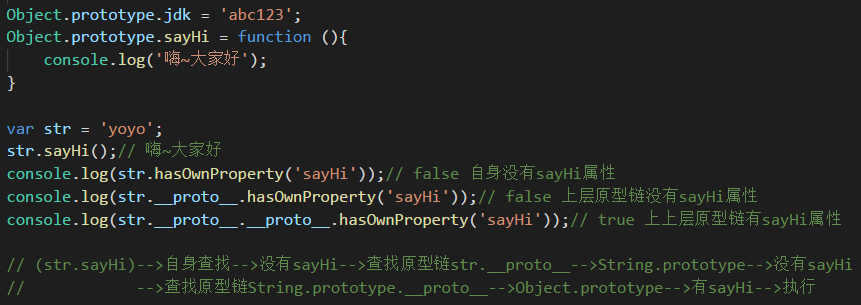 Object.prototype.jdk = 'abc123';
Object.prototype.sayHi = function (){
    console.log('嗨~大家好');
}
var str = 'yoyo';
str.sayHi();// 嗨~大家好
console.log(str.hasOwnProperty('sayHi'));// false 自身没有sayHi属性
console.log(str.__proto__.hasOwnProperty('sayHi'));// false 上层原型链没有sayHi属性
console.log(str.__proto__.__proto__.hasOwnProperty('sayHi'));// true 上上层原型链有sayHi属性
// (str.sayHi)-->自身查找-->没有sayHi-->查找原型链str.__proto__-->String.prototype-->没有sayHi
//            -->查找原型链String.prototype.__proto__-->Object.prototype-->有sayHi-->执行